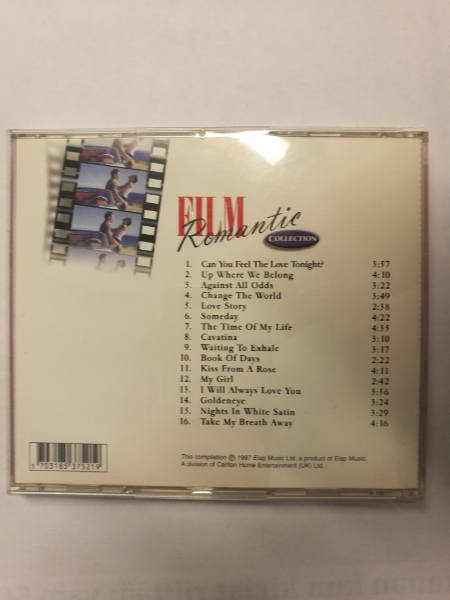 FILM
Romantic
COLLECTION
1. Can You Feel The Love Tonight? 3:57
2. Up Where We Belong 4:10
3. Against All Odds 3:22
4. Change The World 3:49
5. Love Story 2:58
6. Someday 4:22
7. The Time Of My Life 4:35
8. Cavatina 3:10
9. Waiting To Exhale 3:17
10. Book Of Days 2:22
11. Kiss From A Rose 4:11
12. My Girl 2:42
13. I Will Always Love You 3:56
14. Goldeneye 3:24
15. Nights In White Satin 3:29
16. Take My Breath Away 4:16
5 703185 375219
This compilation ℗ 1997 Elap Music Ltd. a product of Elap Music.
A division of Carlton Home Entertainment (UK) Ltd.